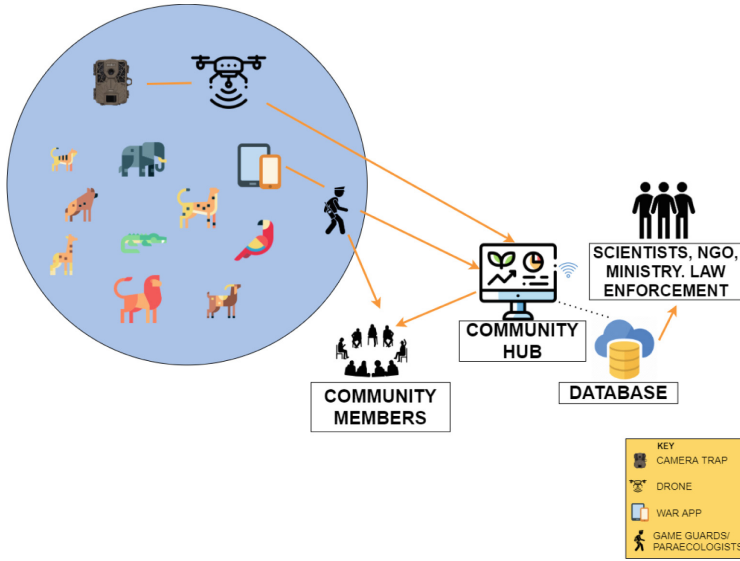 SCIENTISTS, NGO,
MINISTRY. LAW
ENFORCEMENT
COMMUNITY
HUB
DATABASE
COMMUNITY
MEMBERS
KEY
CAMERA TRAP
DRONE
WAR APP
GAME GUARDS/
PARAECOLOGISTS